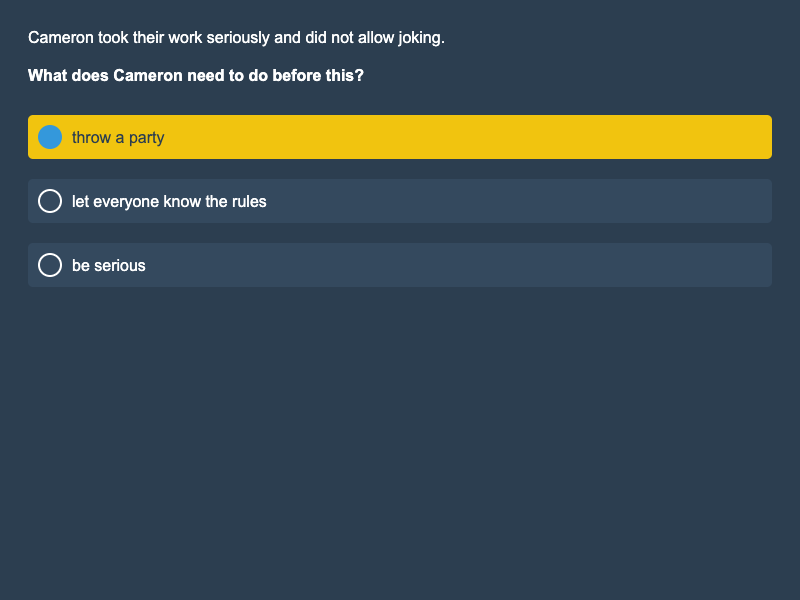 Cameron took their work seriously and did not allow joking.
What does Cameron need to do before this?
throw a party
let everyone know the rules
be serious